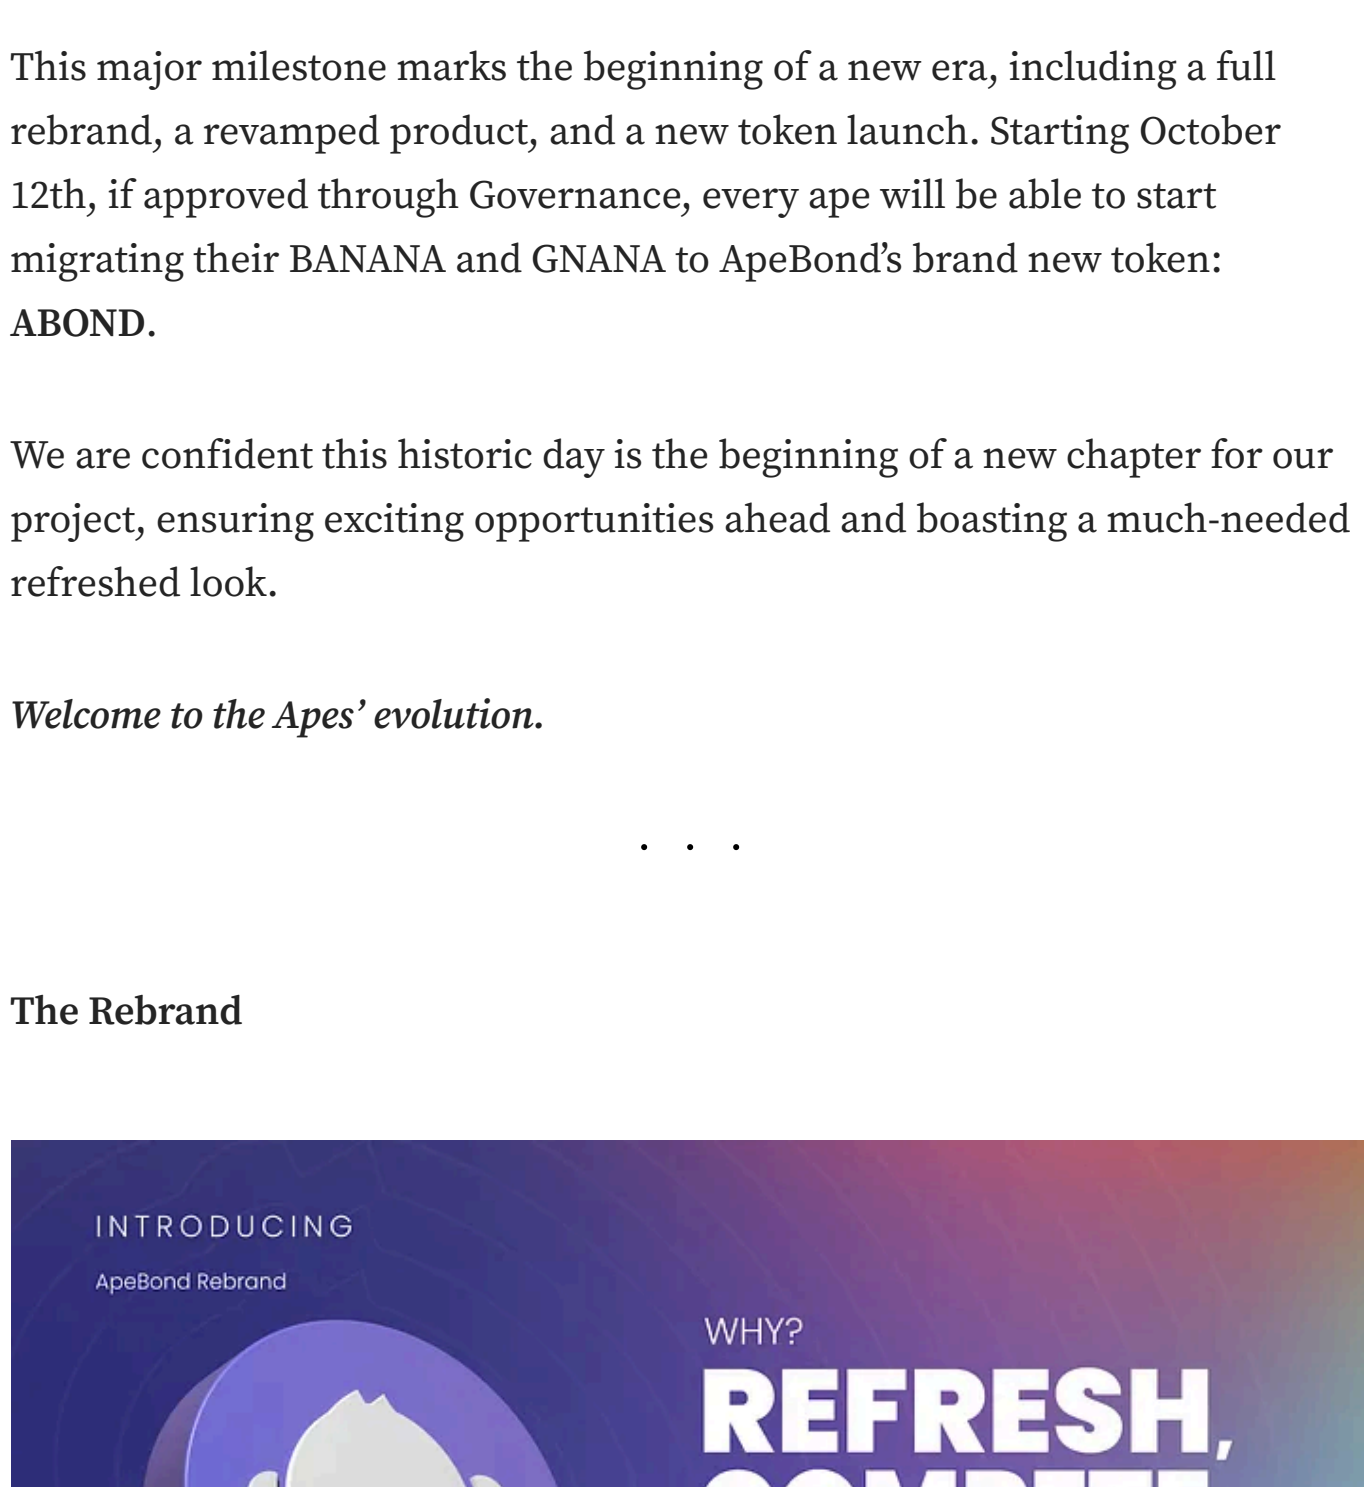 This major milestone marks the beginning of a new era, including a full
rebrand, a revamped product, and a new token launch. Starting October
12th, if approved through Governance, every ape will be able to start
migrating their BANANA and GNANA to ApeBond’s brand new token:
ABOND.
We are confident this historic day is the beginning of a new chapter for our
project, ensuring exciting opportunities ahead and boasting a much-needed
refreshed look.
Welcome to the Apes’ evolution.
. . .
The Rebrand
INTRODUCING
ApeBond Rebrand
WHY?
REFRESH,